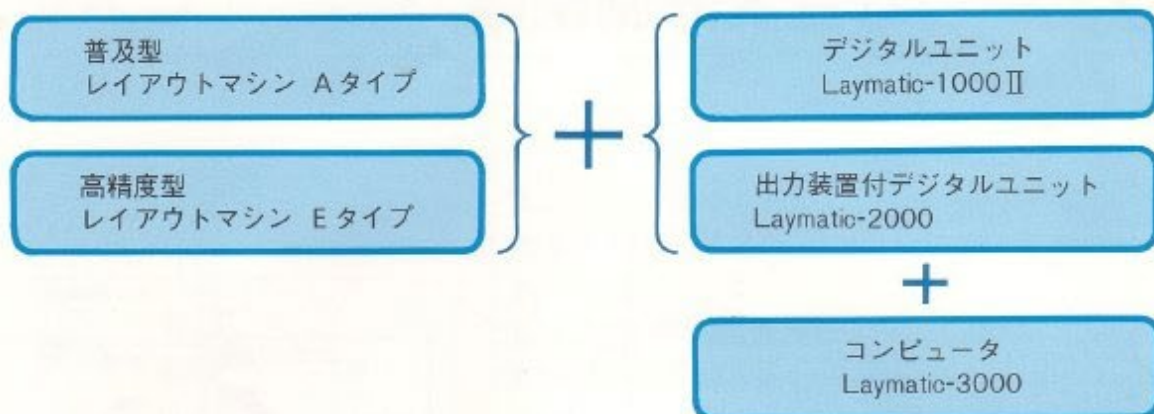 普及型
レイアウトマシン Aタイプ
高精度型
レイアウトマシン Eタイプ
+
デジタルユニット
Laymatic-1000Ⅱ
出力装置付デジタルユニット
Laymatic-2000
+
コンピュータ
Laymatic-3000